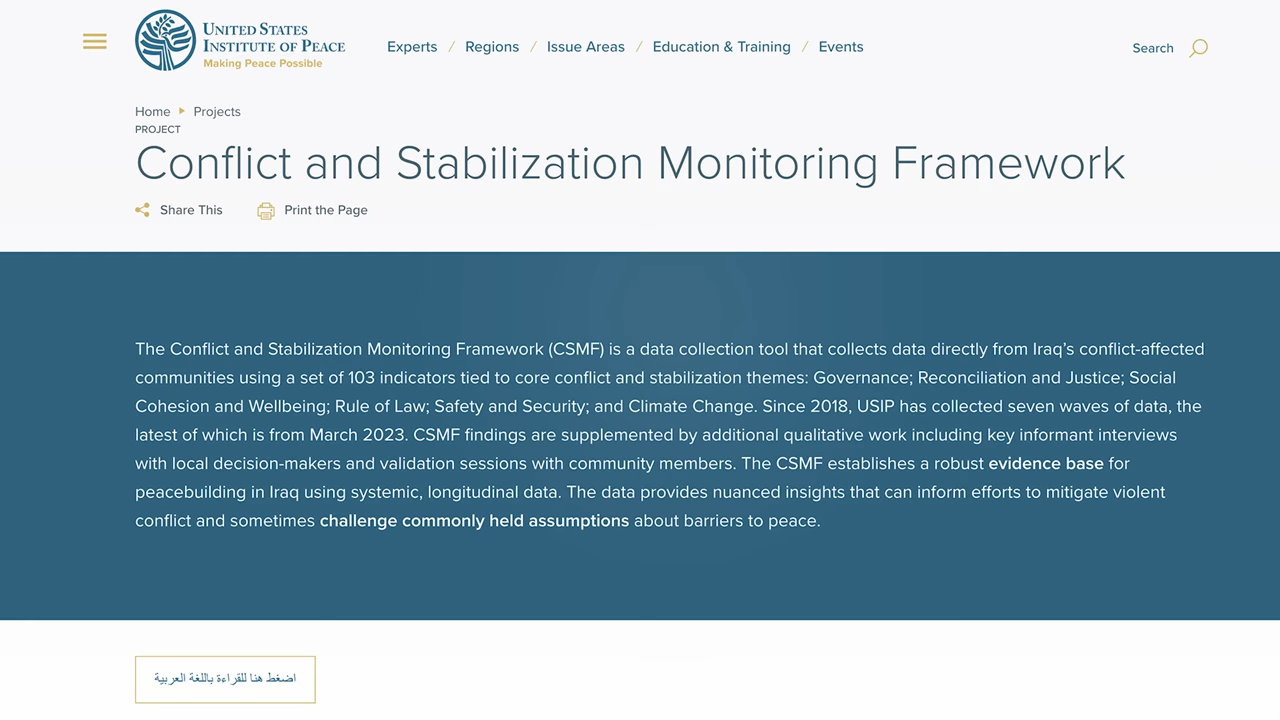 UNITED STATES
INSTITUTE OF PEACE
Making Peace Possible
Experts / Regions / Issue Areas / Education & Training / Events
Search
Home ▸ Projects
PROJECT
Conflict and Stabilization Monitoring Framework
Share This
Print the Page
The Conflict and Stabilization Monitoring Framework (CSMF) is a data collection tool that collects data directly from Iraq’s conflict-affected
communities using a set of 103 indicators tied to core conflict and stabilization themes: Governance; Reconciliation and Justice; Social
Cohesion and Wellbeing; Rule of Law; Safety and Security; and Climate Change. Since 2018, USIP has collected seven waves of data, the
latest of which is from March 2023. CSMF findings are supplemented by additional qualitative work including key informant interviews
with local decision-makers and validation sessions with community members. The CSMF establishes a robust evidence base for
peacebuilding in Iraq using systemic, longitudinal data. The data provides nuanced insights that can inform efforts to mitigate violent
conflict and sometimes challenge commonly held assumptions about barriers to peace.
اضغط هنا للقراءة باللغة العربية